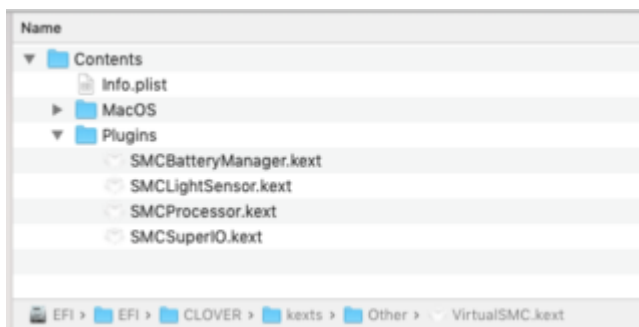 Name
Contents
Info.plist
MacOS
Plugins
SMCBatteryManager.kext
SMCLightSensor.kext
SMCProcessor.kext
SMCSuperIO.kext
EFI › EFI › CLOVER › kexts › Other › VirtualSMC.kext